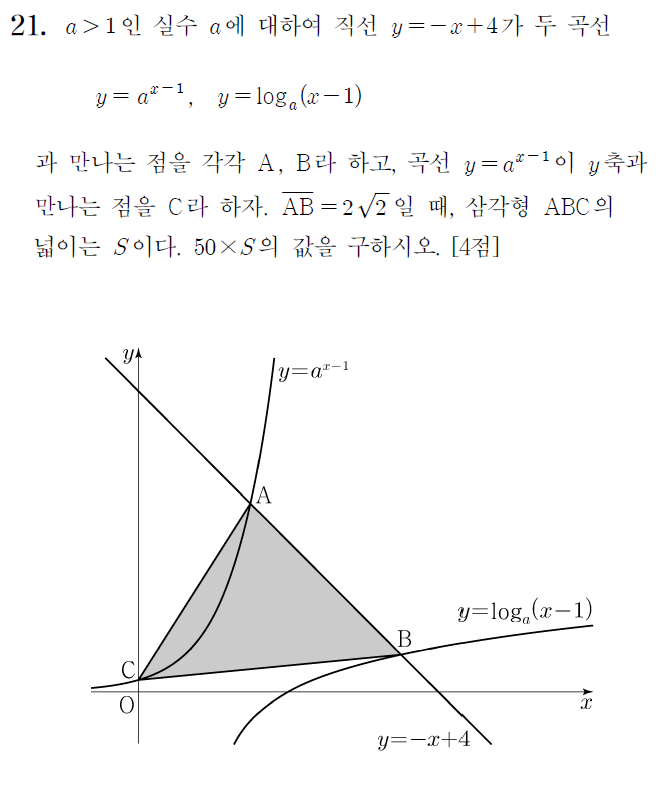 21. a>1인 실수 a에 대하여 직선 y=-x+4가 두 곡선
y=a^{x-1}, y=log_a(x-1)
과 만나는 점을 각각 A, B라 하고, 곡선 y=a^{x-1}이 y축과
만나는 점을 C라 하자. \overline{AB}=2√2일 때, 삼각형 ABC의
넓이는 S이다. 50×S의 값을 구하시오. [4점]
y
y=a^{x-1}
A
y=log_a(x-1)
B
C
O
x
y=-x+4